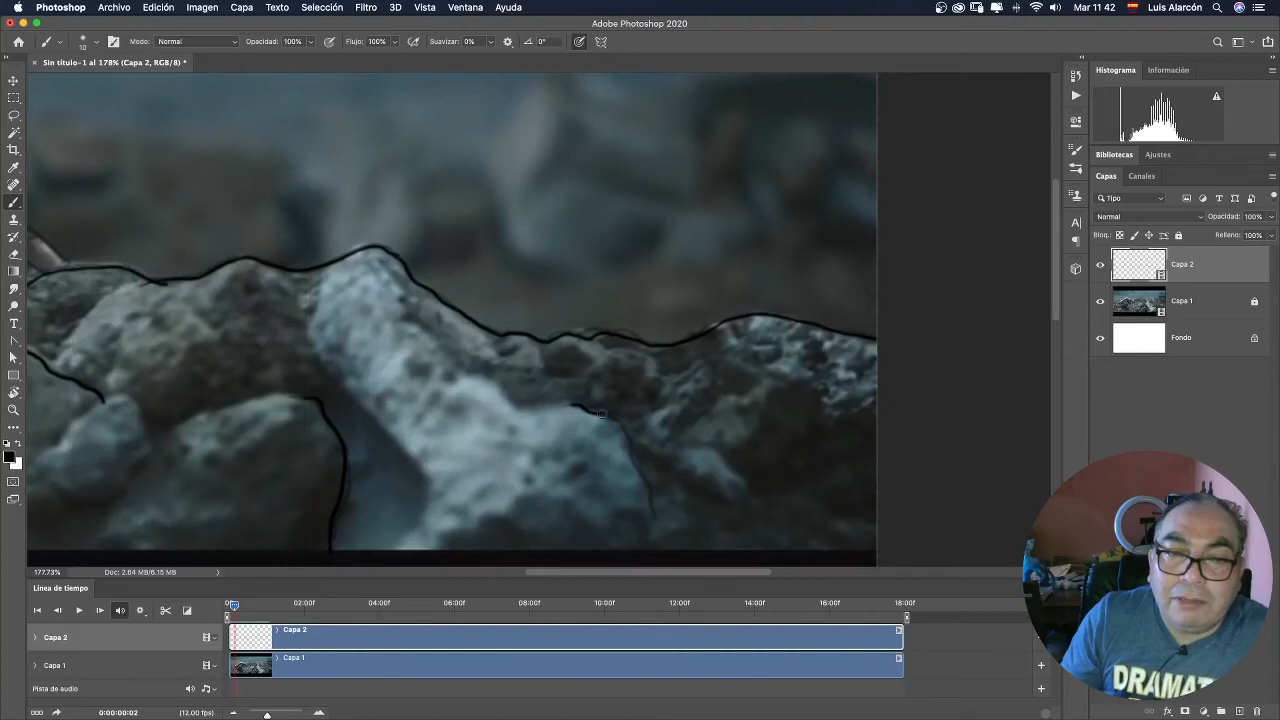 Photoshop Archivo Edición Imagen Capa Texto Selección Filtro 3D Vista Ventana Ayuda Mar 11 42 Luis Alarcón
Adobe Photoshop 2020
10 Modo: Normal Opacidad: 100% Flujo: 100% Suavizar: 0% 0°
Sin título-1 al 178% (Capa 2, RGB/8) *
Histograma Información
Bibliotecas Ajustes
Capas Canales
Tipo
Normal Opacidad: 100%
Bloq.: Relleno: 100%
Capa 2
Capa 1
Fondo
177.73% Doc: 2.64 MB/6.15 MB
Línea de tiempo
02:00f 04:00f 06:00f 08:00f 10:00f 12:00f 14:00f 16:00f 18:00f
Capa 2 Capa 2
Capa 1 Capa 1
Pista de audio
0:00:00:02 (12.00 fps)
DRAMAT